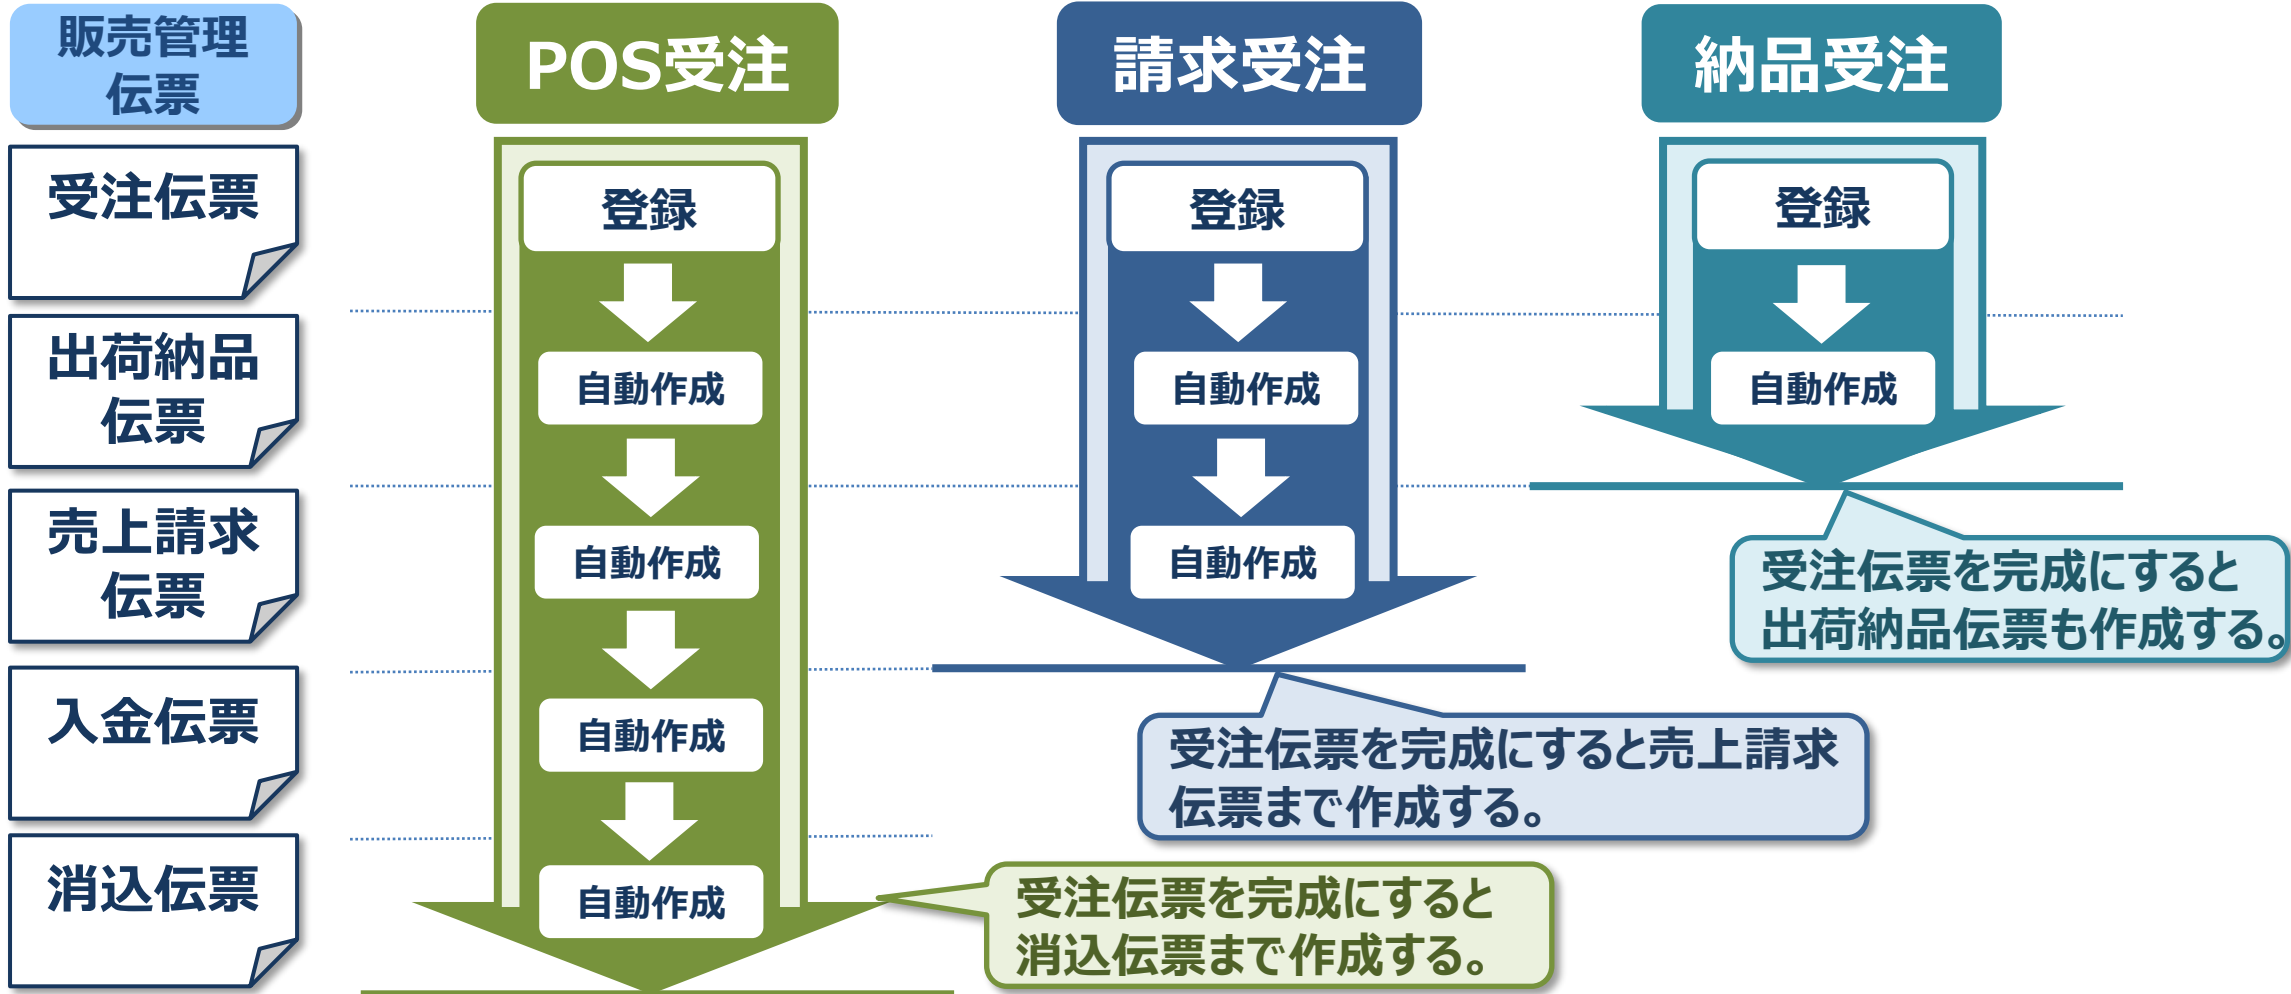 販売管理
伝票
POS受注
請求受注
納品受注
受注伝票
登録
登録
登録
出荷納品
伝票
自動作成
自動作成
自動作成
売上請求
伝票
自動作成
自動作成
受注伝票を完成にすると
出荷納品伝票も作成する。
入金伝票
自動作成
受注伝票を完成にすると売上請求
伝票まで作成する。
消込伝票
自動作成
受注伝票を完成にすると
消込伝票まで作成する。